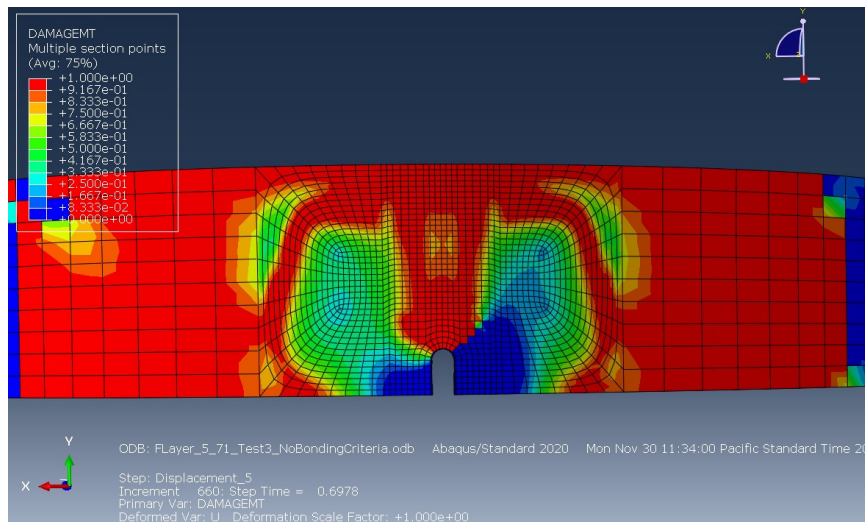 DAMAGEMT
Multiple section points
(Avg: 75%)
+1.000e+00
+9.167e-01
+8.333e-01
+7.500e-01
+6.667e-01
+5.833e-01
+5.000e-01
+4.167e-01
+3.333e-01
+2.500e-01
+1.667e-01
+8.333e-02
+0.000e+00
Y
X
Y
X
ODB: FLayer_5_71_Test3_NoBondingCriteria.odb Abaqus/Standard 2020 Mon Nov 30 11:34:00 Pacific Standard Time 20
Step: Displacement_5
Increment 660: Step Time = 0.6978
Primary Var: DAMAGEMT
Deformed Var: U Deformation Scale Factor: +1.000e+00